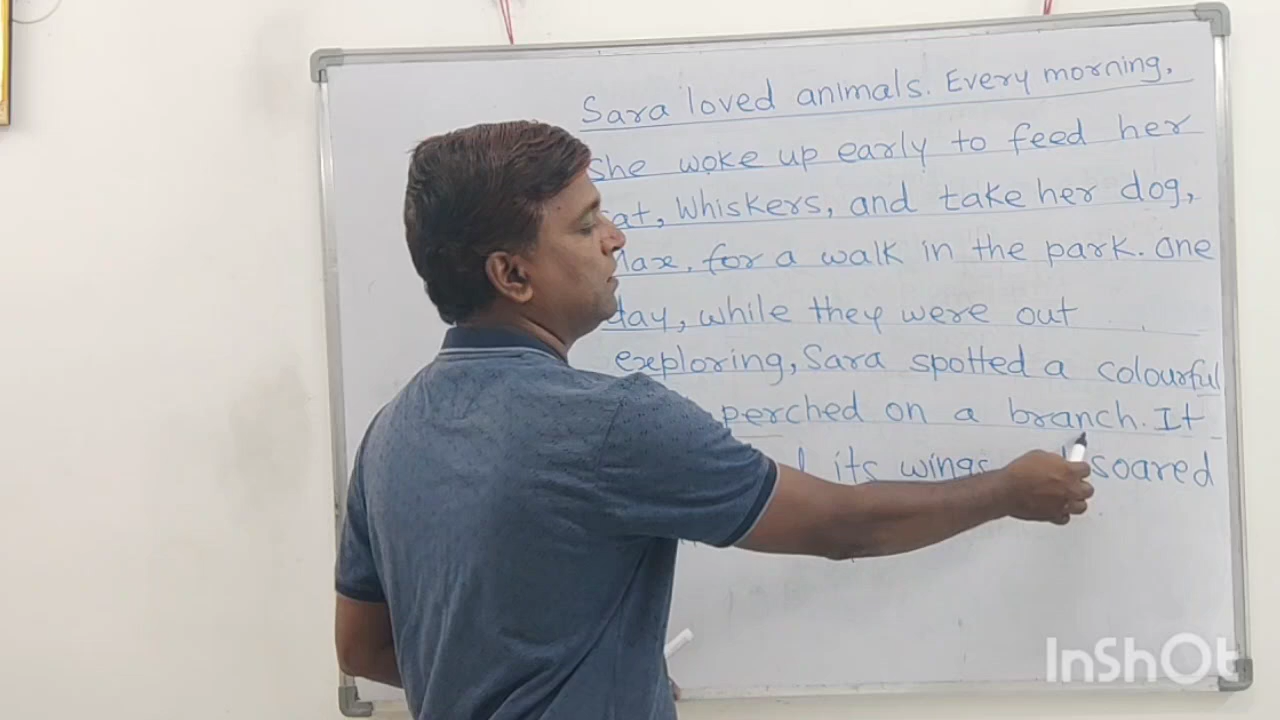 Sara loved animals. Every morning,
she woke up early to feed her
cat, Whiskers, and take her dog,
Max, for a walk in the park. One
day, while they were out
exploring, Sara spotted a colourful
perched on a branch. It
its wings soared
InShOt